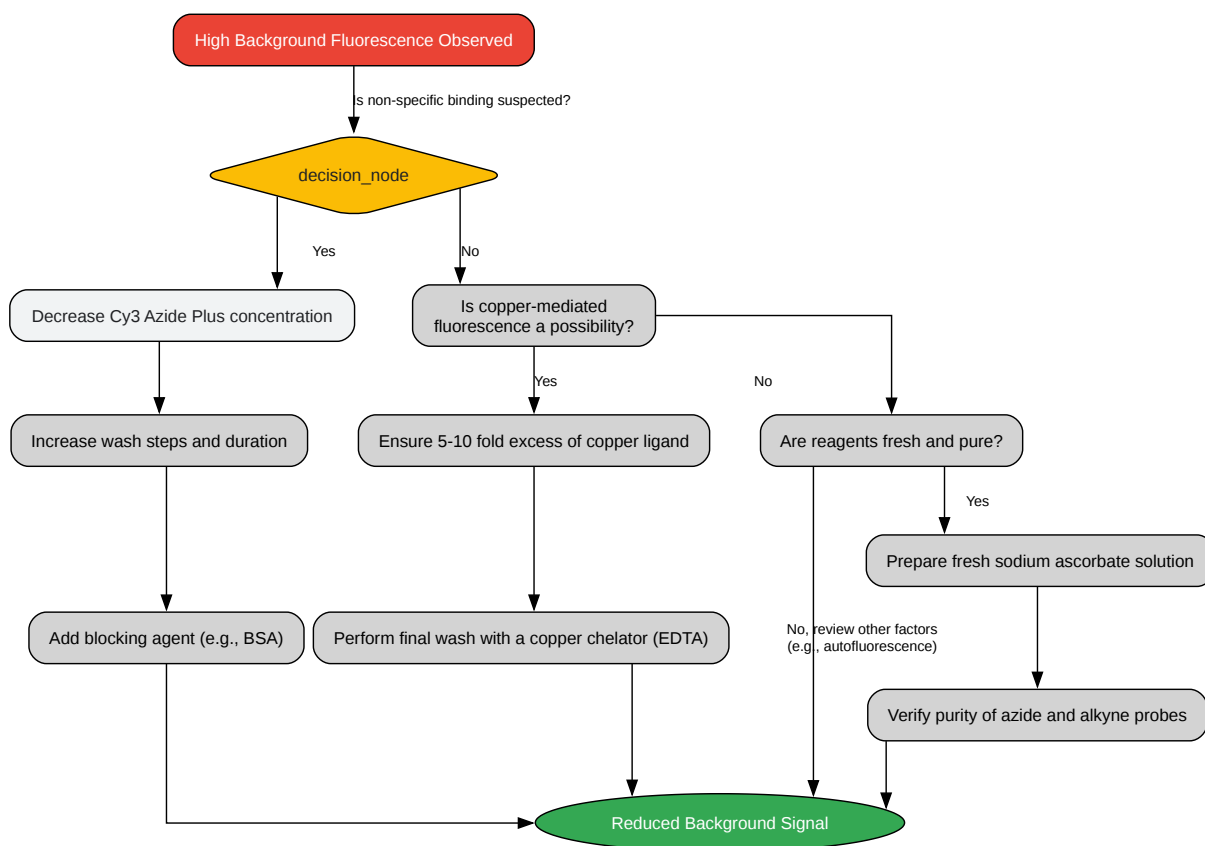 High Background Fluorescence Observed
Is non-specific binding suspected?
decision_node
Yes
No
Decrease Cy3 Azide Plus concentration
Is copper-mediated
fluorescence a possibility?
Yes
No
Increase wash steps and duration
Ensure 5-10 fold excess of copper ligand
Are reagents fresh and pure?
Yes
Prepare fresh sodium ascorbate solution
Add blocking agent (e.g., BSA)
Perform final wash with a copper chelator (EDTA)
No, review other factors
(e.g., autofluorescence)
Verify purity of azide and alkyne probes
Reduced Background Signal